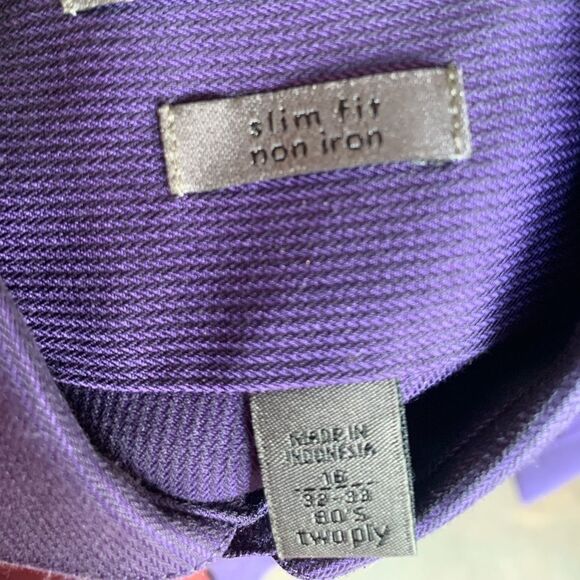 slim fit
non iron
MADE IN
INDONESIA
16
32-33
80'S
two ply